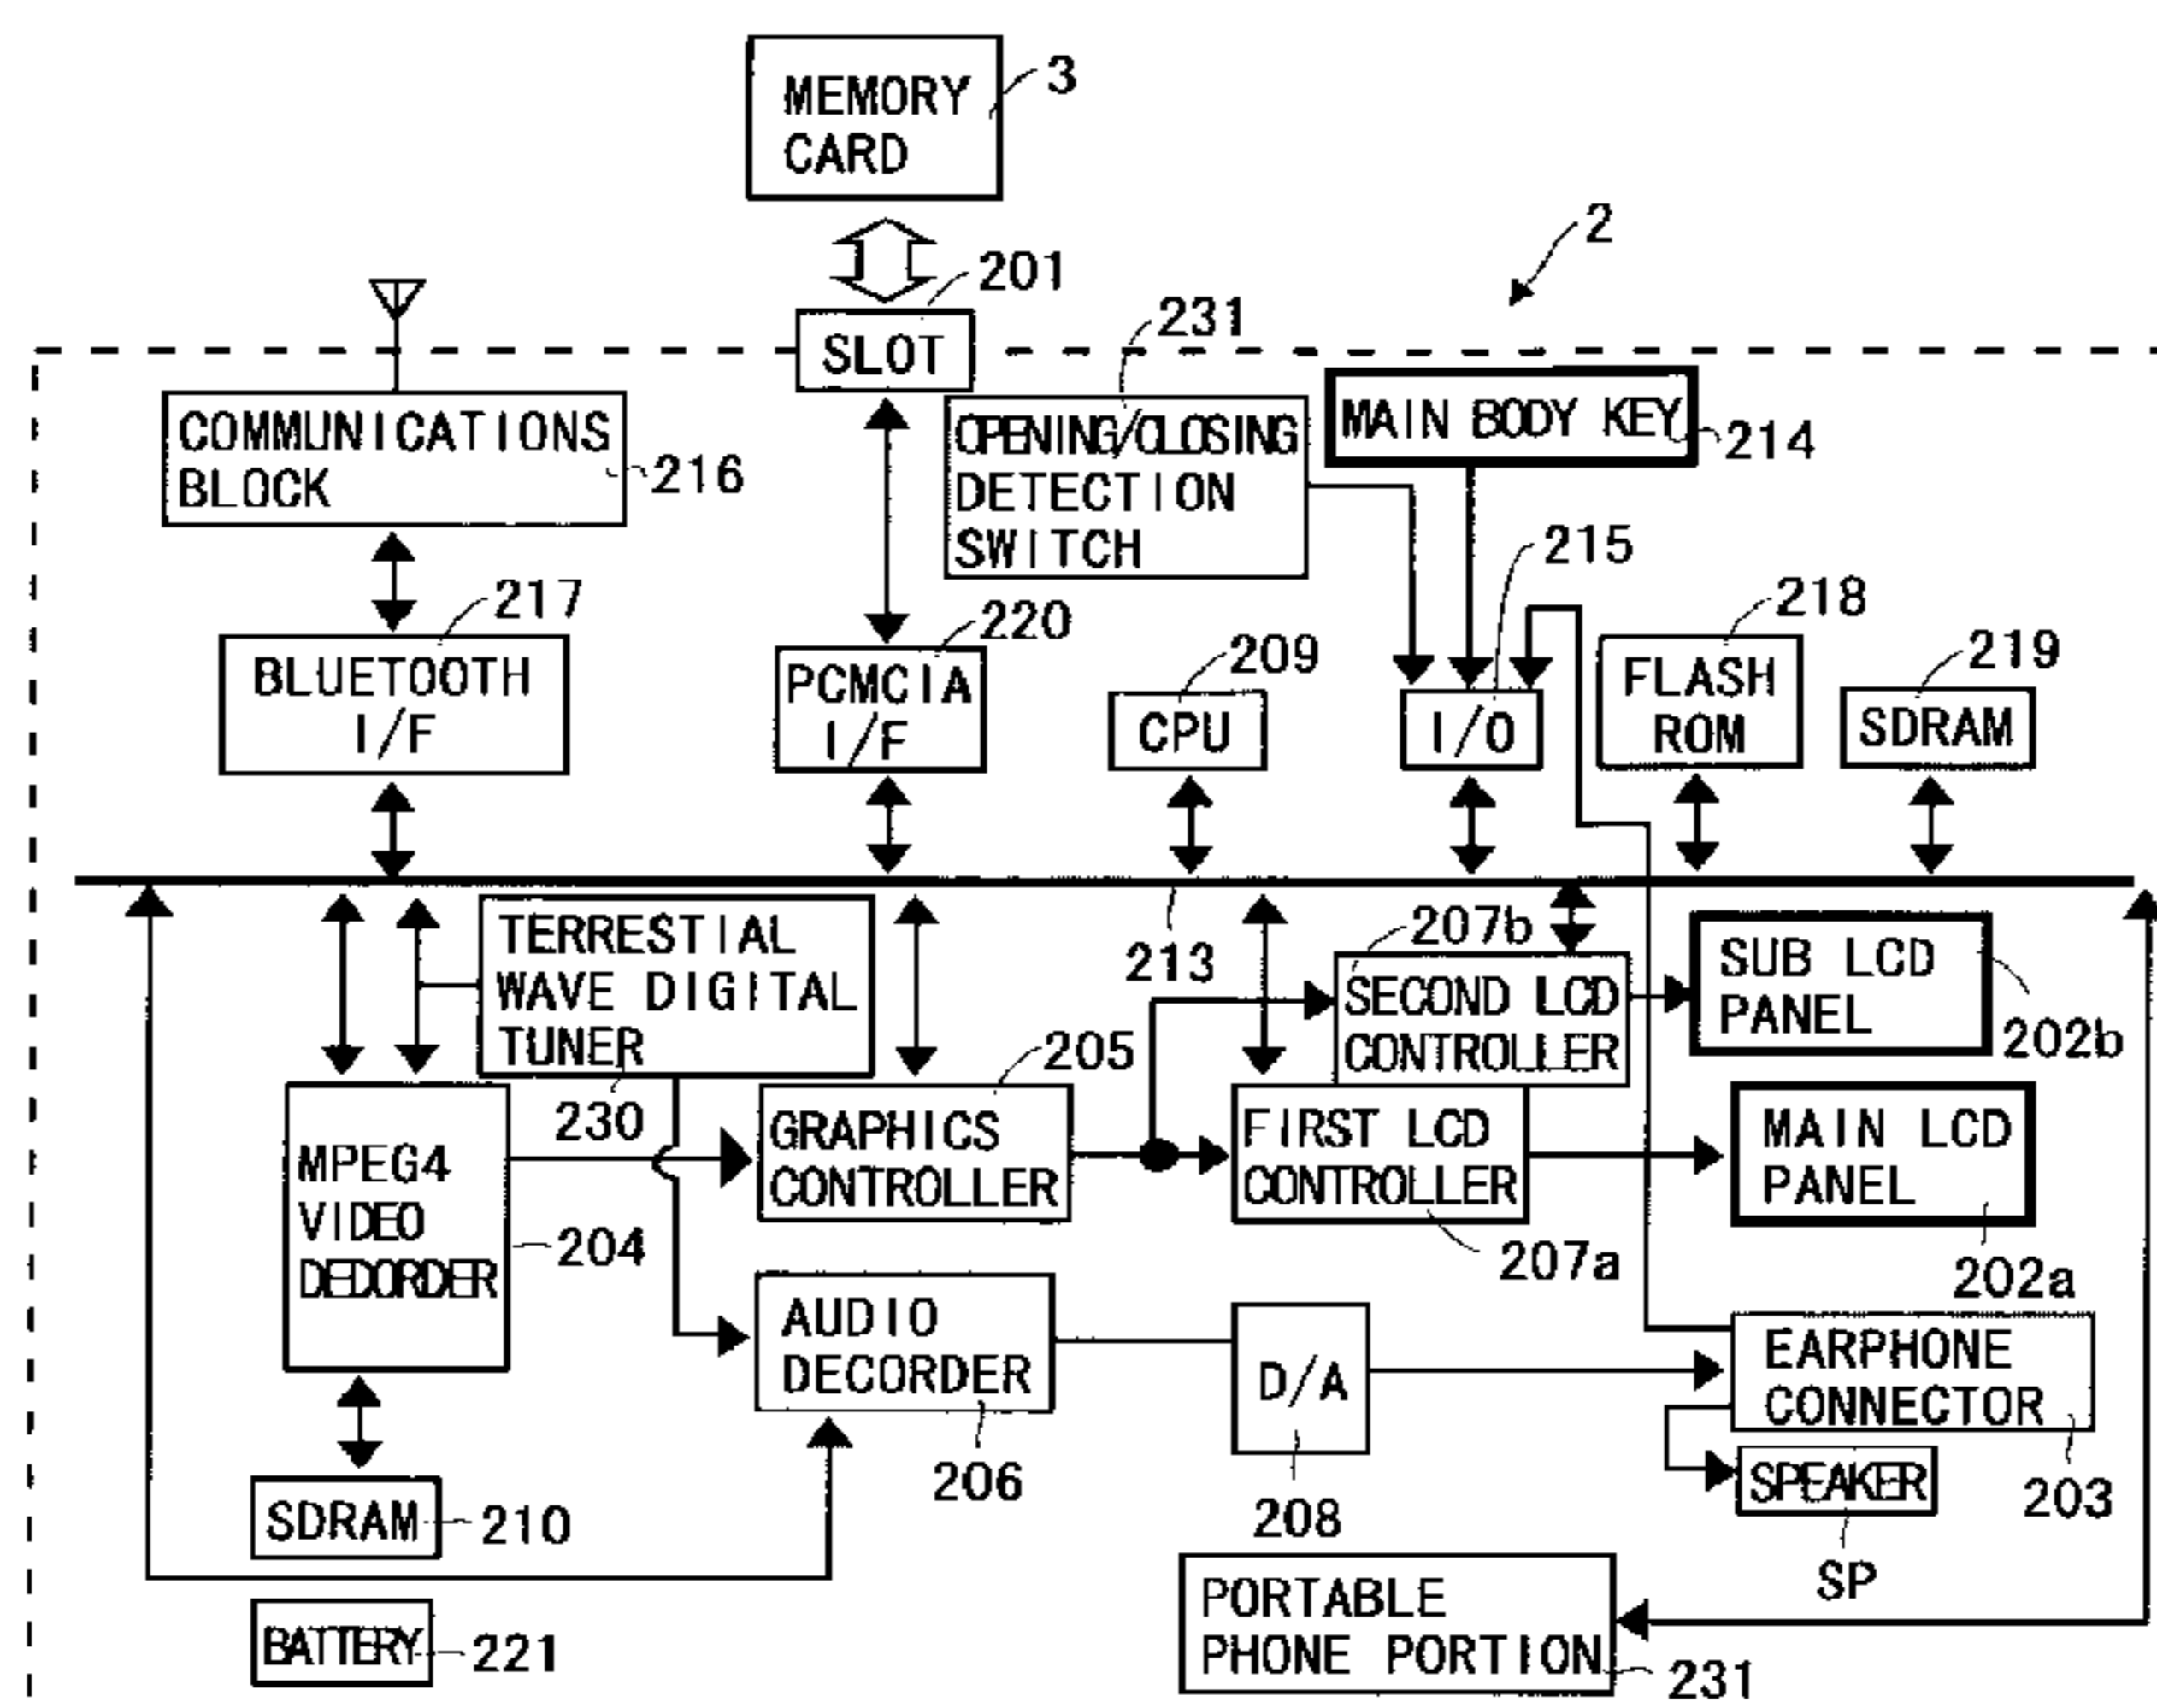 MEMORY
CARD
3
2
SLOT
201
231
OPENING/CLOSING
DETECTION
SWITCH
MAIN BODY KEY
214
COMMUNICATIONS
BLOCK
216
217
BLUETOOTH
I/F
220
PCMCIA
I/F
209
CPU
215
I/O
218
FLASH
ROM
219
SDRAM
213
TERRESTIAL
WAVE DIGITAL
TUNER
230
207b
SECOND LCD
CONTROLLER
SUB LCD
PANEL
202b
MPEG4
VIDEO
DEDORDER
204
205
GRAPHICS
CONTROLLER
FIRST LCD
CONTROLLER
207a
MAIN LCD
PANEL
202a
AUDIO
DECORDER
206
D/A
208
EARPHONE
CONNECTOR
203
SPEAKER
SP
SDRAM
210
BATTERY
221
PORTABLE
PHONE PORTION
231